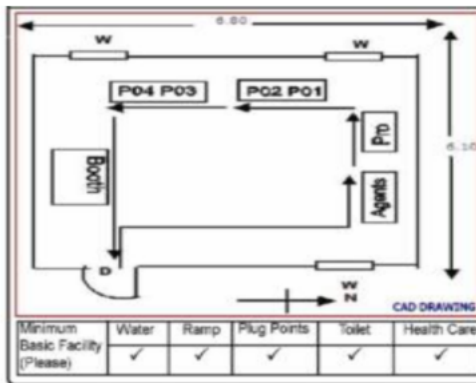 6.80
W
W
P04 P03
P02 P01
Pro
6.10
Booth
Agents
D
W
N
CAD DRAWING
Minimum Basic Facility (Please)
Water
Ramp
Plug Points
Toilet
Health Care
✓ ✓ ✓ ✓ ✓